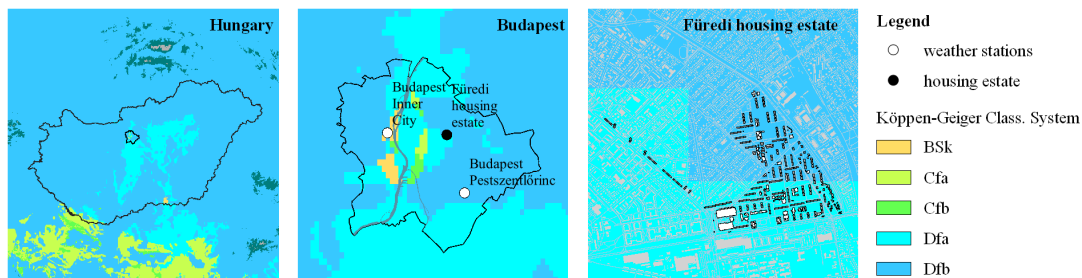 Hungary
Budapest
Budapest
Inner
City
Füredi
housing
estate
Budapest
Pestszentlőrinc
Füredi housing estate
Legend
weather stations
housing estate
Köppen-Geiger Class. System
BSk
Cfa
Cfb
Dfa
Dfb